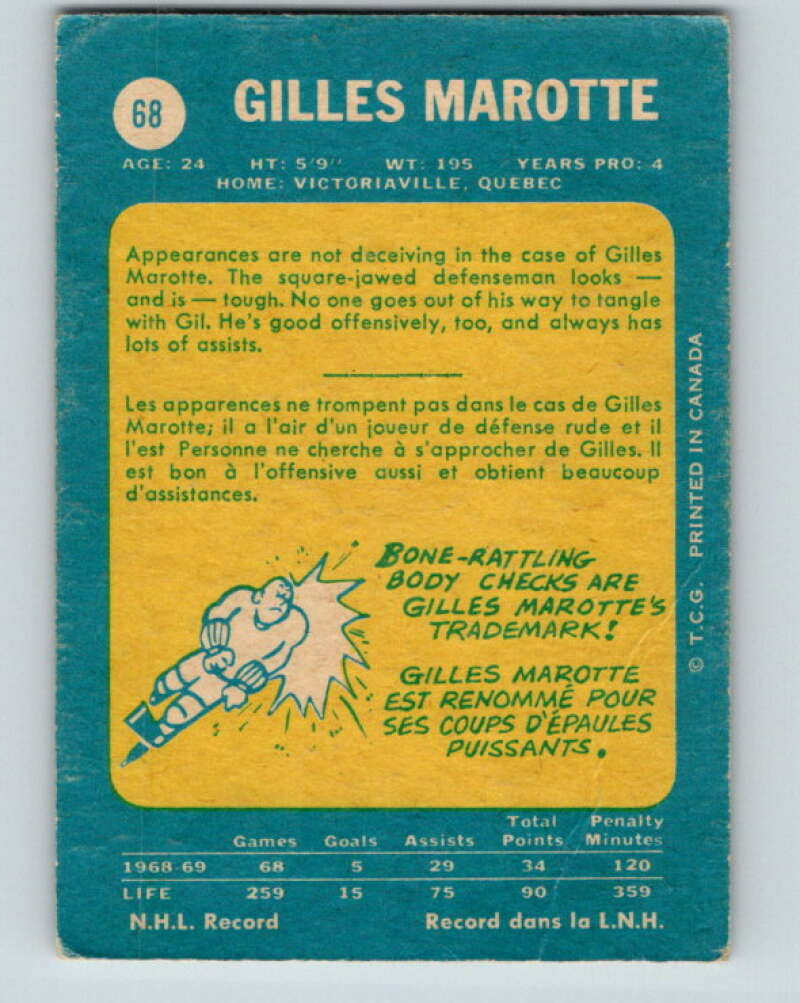 68 GILLES MAROTTE
AGE: 24 HT: 5'9" WT: 195 YEARS PRO: 4
HOME: VICTORIAVILLE, QUEBEC
Appearances are not deceiving in the case of Gilles
Marotte. The square-jawed defenseman looks —
and is — tough. No one goes out of his way to tangle
with Gil. He's good offensively, too, and always has
lots of assists.
Les apparences ne trompent pas dans le cas de Gilles
Marotte; il a l'air d'un joueur de défense rude et il
l'est Personne ne cherche à s'approcher de Gilles. Il
est bon à l'offensive aussi et obtient beaucoup
d'assistances.
BONE-RATTLING
BODY CHECKS ARE
GILLES MAROTTE'S
TRADEMARK!
GILLES MAROTTE
EST RENOMMÉ POUR
SES COUPS D'ÉPAULES
PUISSANTS.
© T.C.G. PRINTED IN CANADA
Total Penalty
Games Goals Assists Points Minutes
1968-69 68 5 29 34 120
LIFE 259 15 75 90 359
N.H.L. Record Record dans la L.N.H.